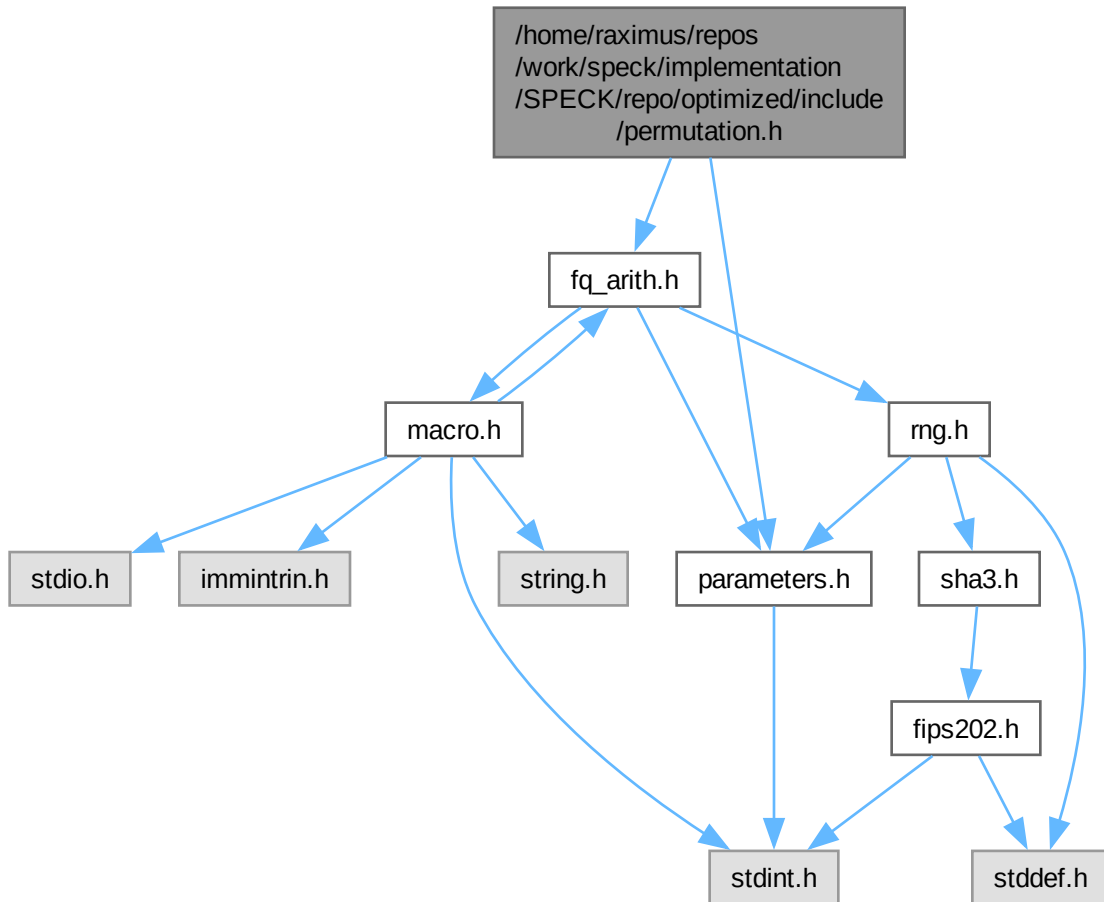 /home/raximus/repos
/work/speck/implementation
/SPECK/repo/optimized/include
/permutation.h
fq_arith.h
macro.h
rng.h
stdio.h
immintrin.h
string.h
parameters.h
sha3.h
fips202.h
stdint.h
stddef.h